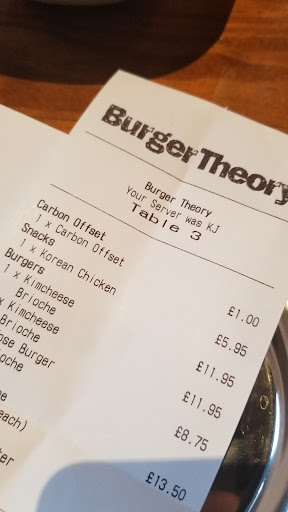 BurgerTheory
Burger Theory
Your Server was KJ
Table 3
Carbon Offset
1 x Carbon Offset £1.00
Snacks
1 x Korean Chicken £5.95
Burgers
1 x Kimcheese £11.95
Brioche
x Kimcheese £11.95
Brioche
Burger £8.75
oche
each)
£13.50